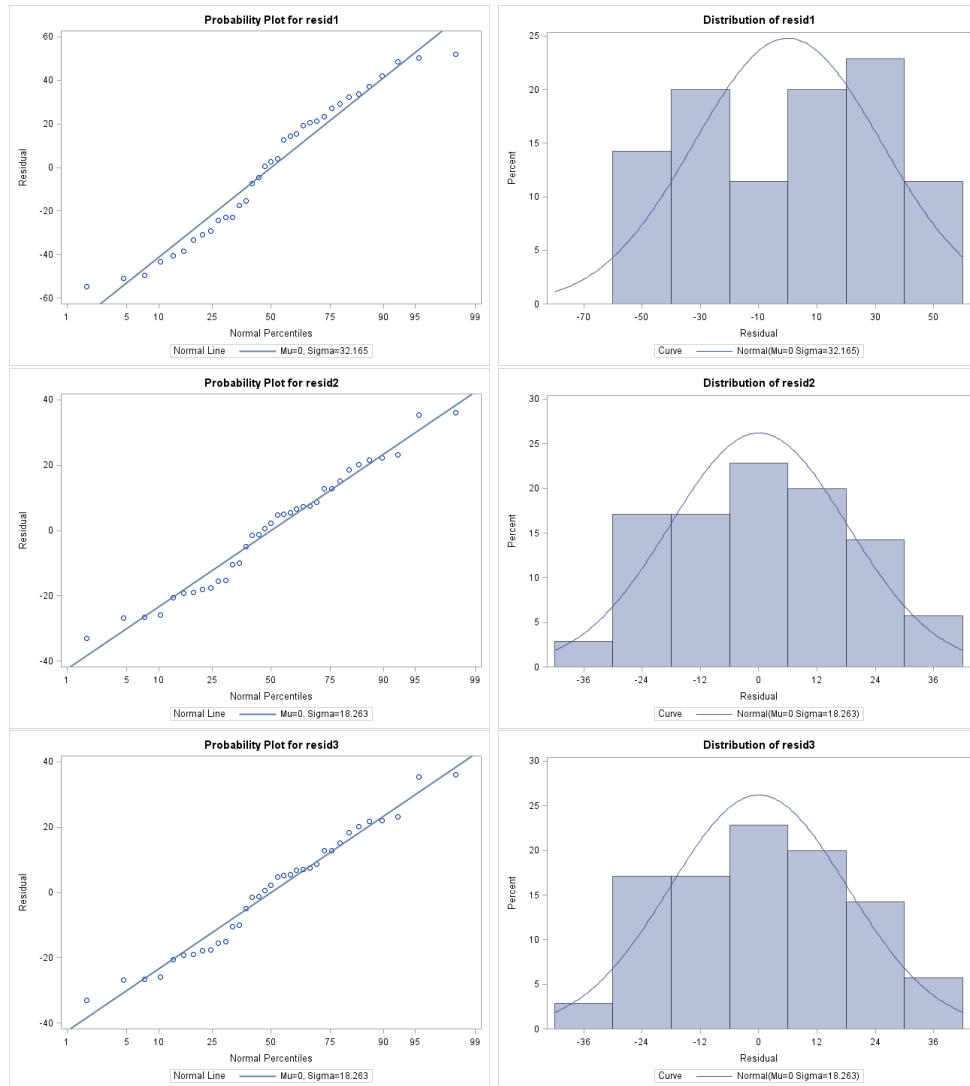 Probability Plot for resid1
60
40
20
0
-20
-40
-60
Residual
1 5 10 25 50 75 90 95 99
Normal Percentiles
Normal Line Mu=0, Sigma=32.165
Distribution of resid1
25
20
15
10
5
0
Percent
-70 -50 -30 -10 10 30 50
Residual
Curve Normal(Mu=0 Sigma=32.165)
Probability Plot for resid2
40
20
0
-20
-40
Residual
1 5 10 25 50 75 90 95 99
Normal Percentiles
Normal Line Mu=0, Sigma=18.263
Distribution of resid2
30
25
20
15
10
5
0
Percent
-36 -24 -12 0 12 24 36
Residual
Curve Normal(Mu=0 Sigma=18.263)
Probability Plot for resid3
40
20
0
-20
-40
Residual
1 5 10 25 50 75 90 95 99
Normal Percentiles
Normal Line Mu=0, Sigma=18.263
Distribution of resid3
30
25
20
15
10
5
0
Percent
-36 -24 -12 0 12 24 36
Residual
Curve Normal(Mu=0 Sigma=18.263)